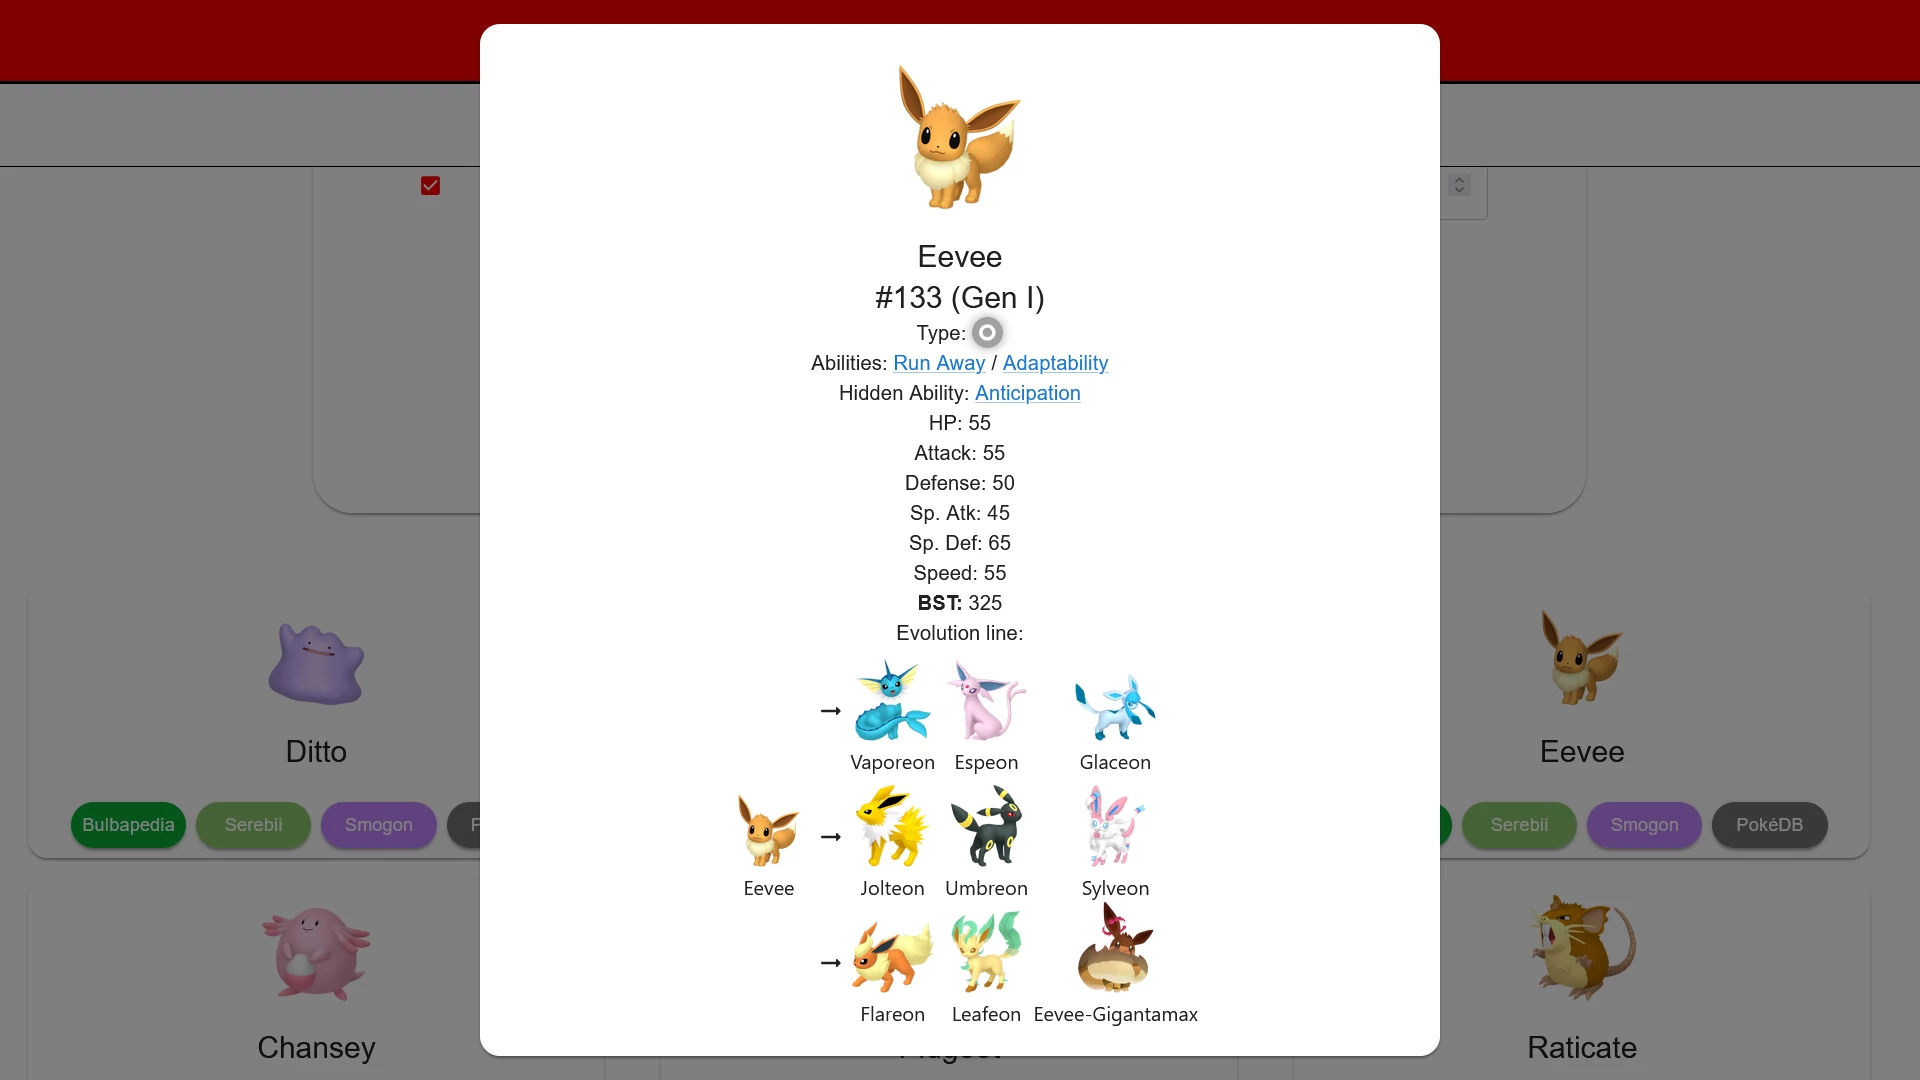 Eevee
#133 (Gen I)
Type:
Abilities: Run Away / Adaptability
Hidden Ability: Anticipation
HP: 55
Attack: 55
Defense: 50
Sp. Atk: 45
Sp. Def: 65
Speed: 55
BST: 325
Evolution line:
Vaporeon Espeon Glaceon
Eevee Jolteon Umbreon Sylveon
Flareon Leafeon Eevee-Gigantamax
Ditto
Bulbapedia Serebii Smogon P
Eevee
Serebii Smogon PokéDB
Chansey
Raticate